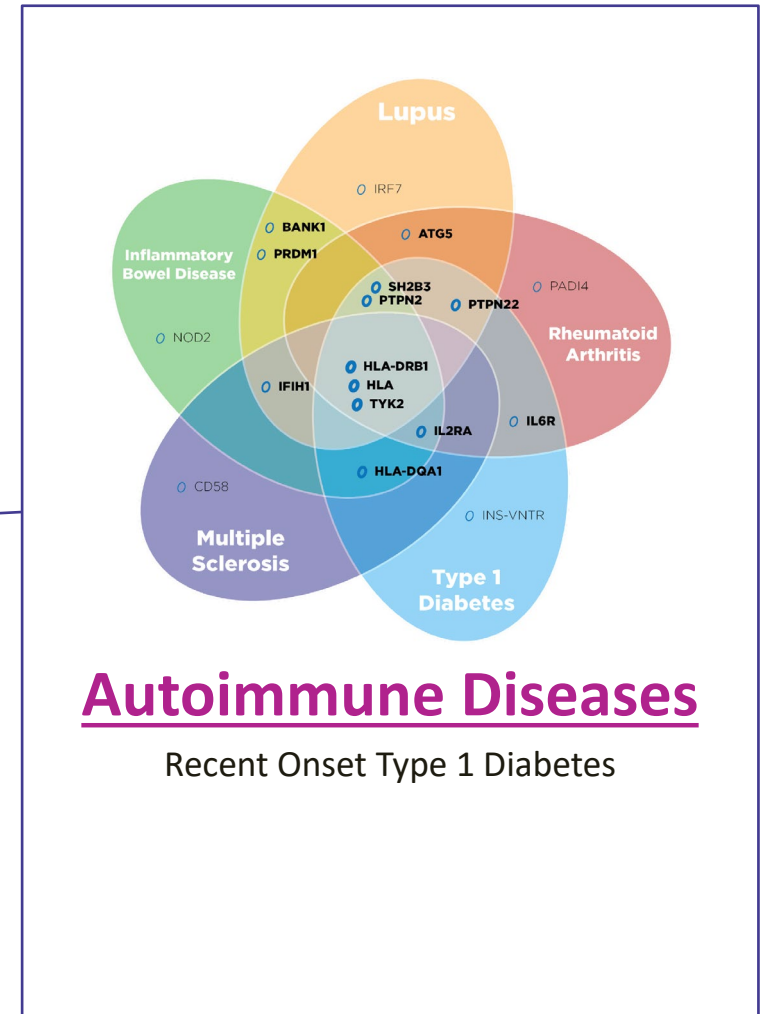 Lupus
IRF7
BANK1
ATG5
PRDM1
Inflammatory
Bowel Disease
SH2B3
PTPN2
PTPN22
PADI4
NOD2
Rheumatoid
Arthritis
HLA-DRB1
HLA
TYK2
IFIH1
IL2RA
IL6R
HLA-DQA1
CD58
INS-VNTR
Multiple
Sclerosis
Type 1
Diabetes
Autoimmune Diseases
Recent Onset Type 1 Diabetes